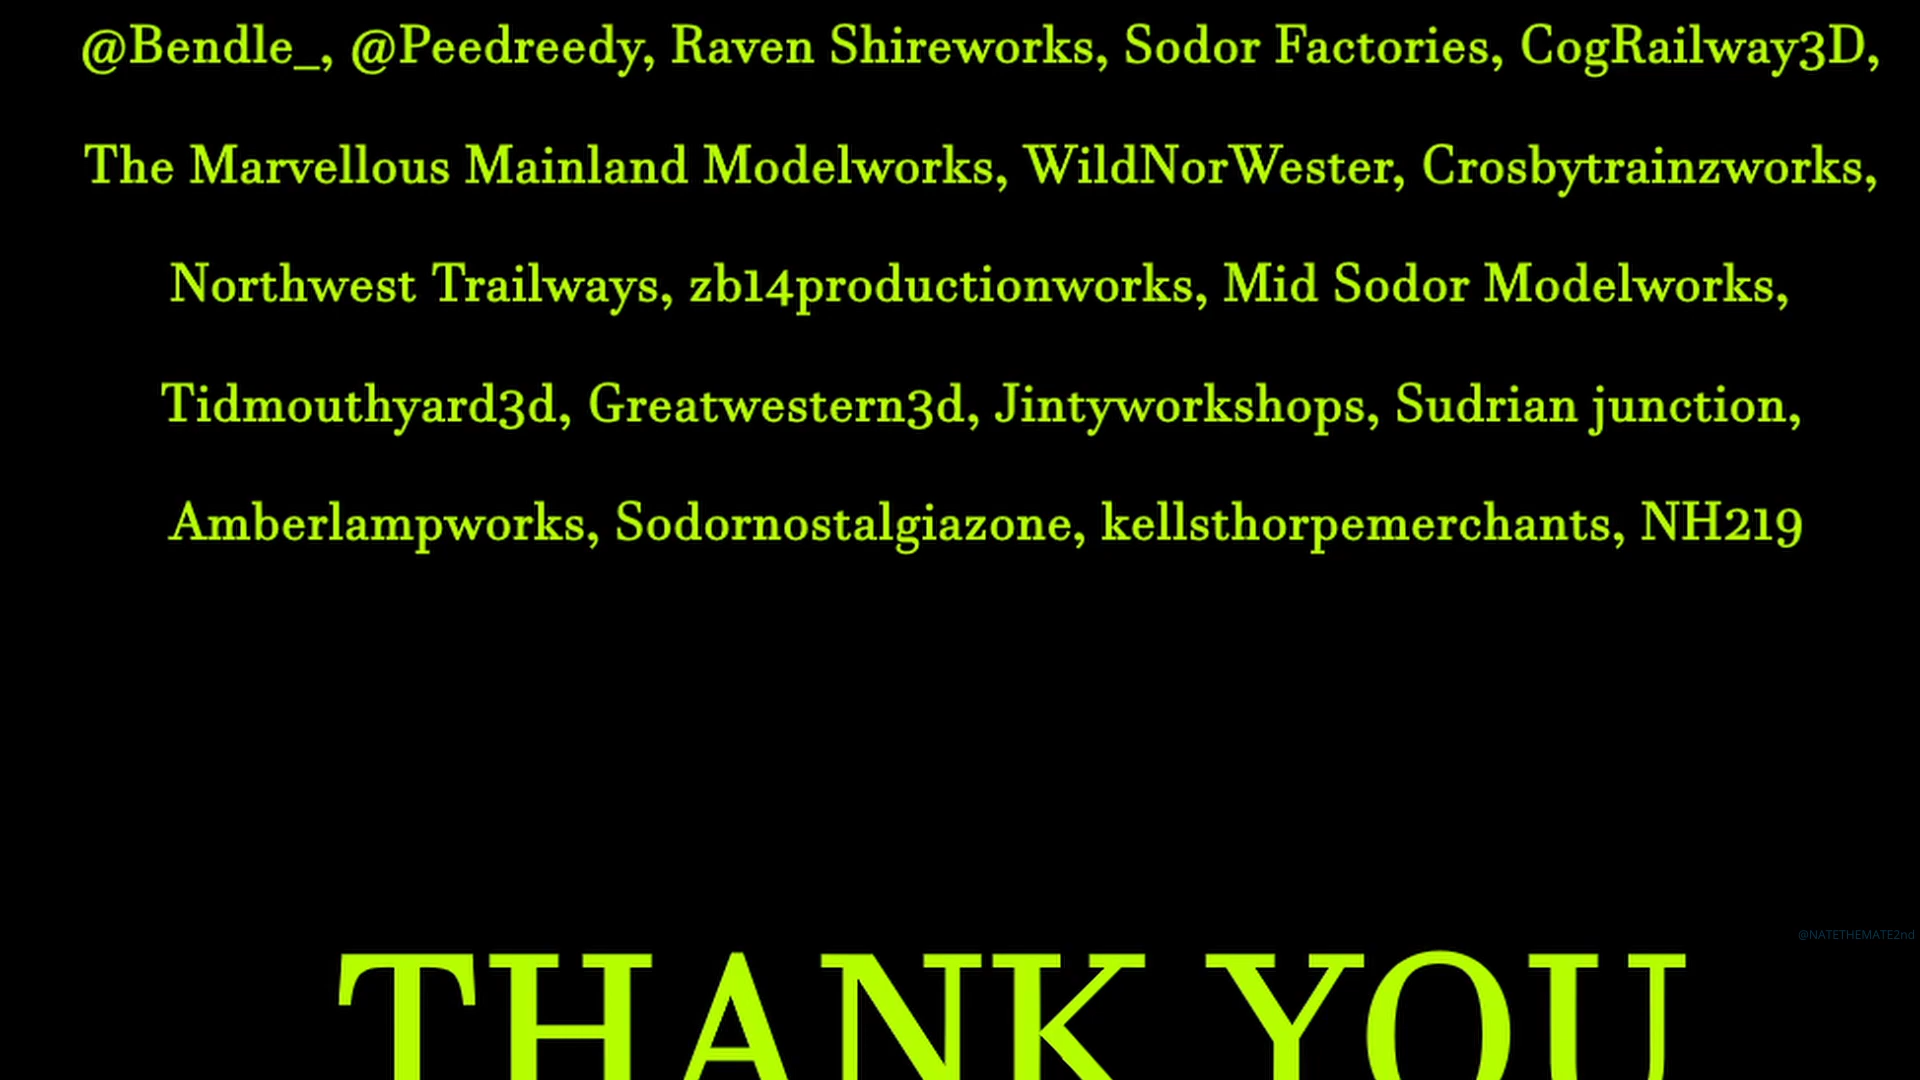 @Bendle_, @Peedreedy, Raven Shireworks, Sodor Factories, CogRailway3D,
The Marvellous Mainland Modelworks, WildNorWester, Crosbytrainzworks,
Northwest Trailways, zb14productionworks, Mid Sodor Modelworks,
Tidmouthyard3d, Greatwestern3d, Jintyworkshops, Sudrian junction,
Amberlampworks, Sodornostalgiazone, kellsthorpemerchants, NH219
@NATETHEMATE2nd
THANK YOU